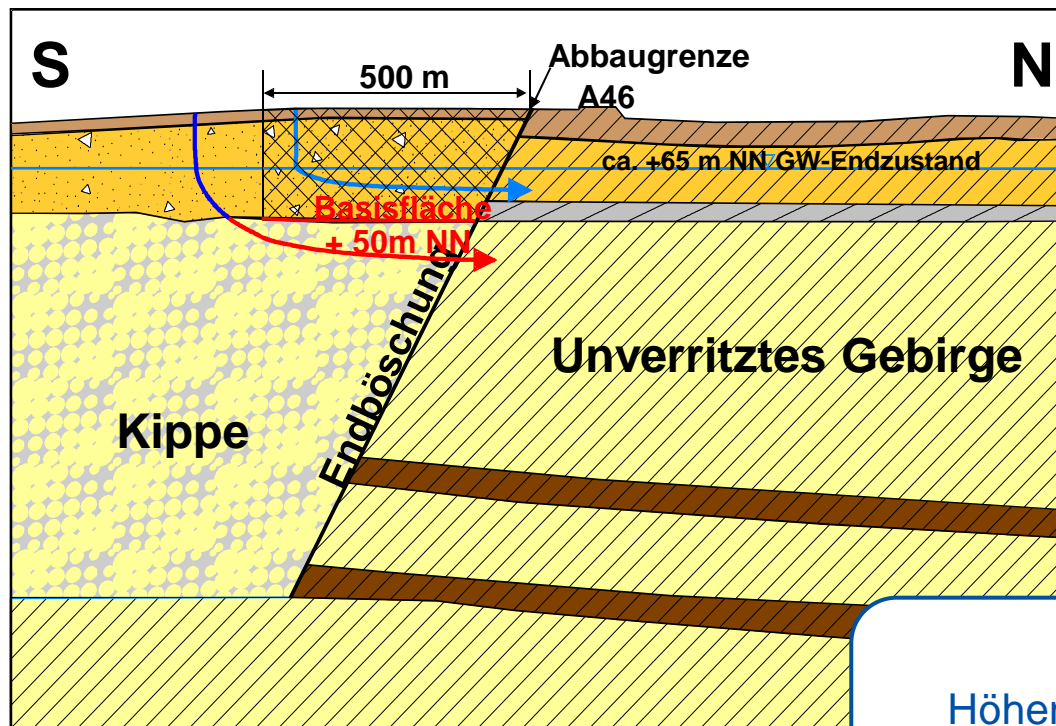 S
N
Abbaugrenze
500 m
A46
ca. +65 m NN GW-Endzustand
Basisfläche
+ 50m NN
Endböschung
Unverritztes Gebirge
Kippe
Höhen